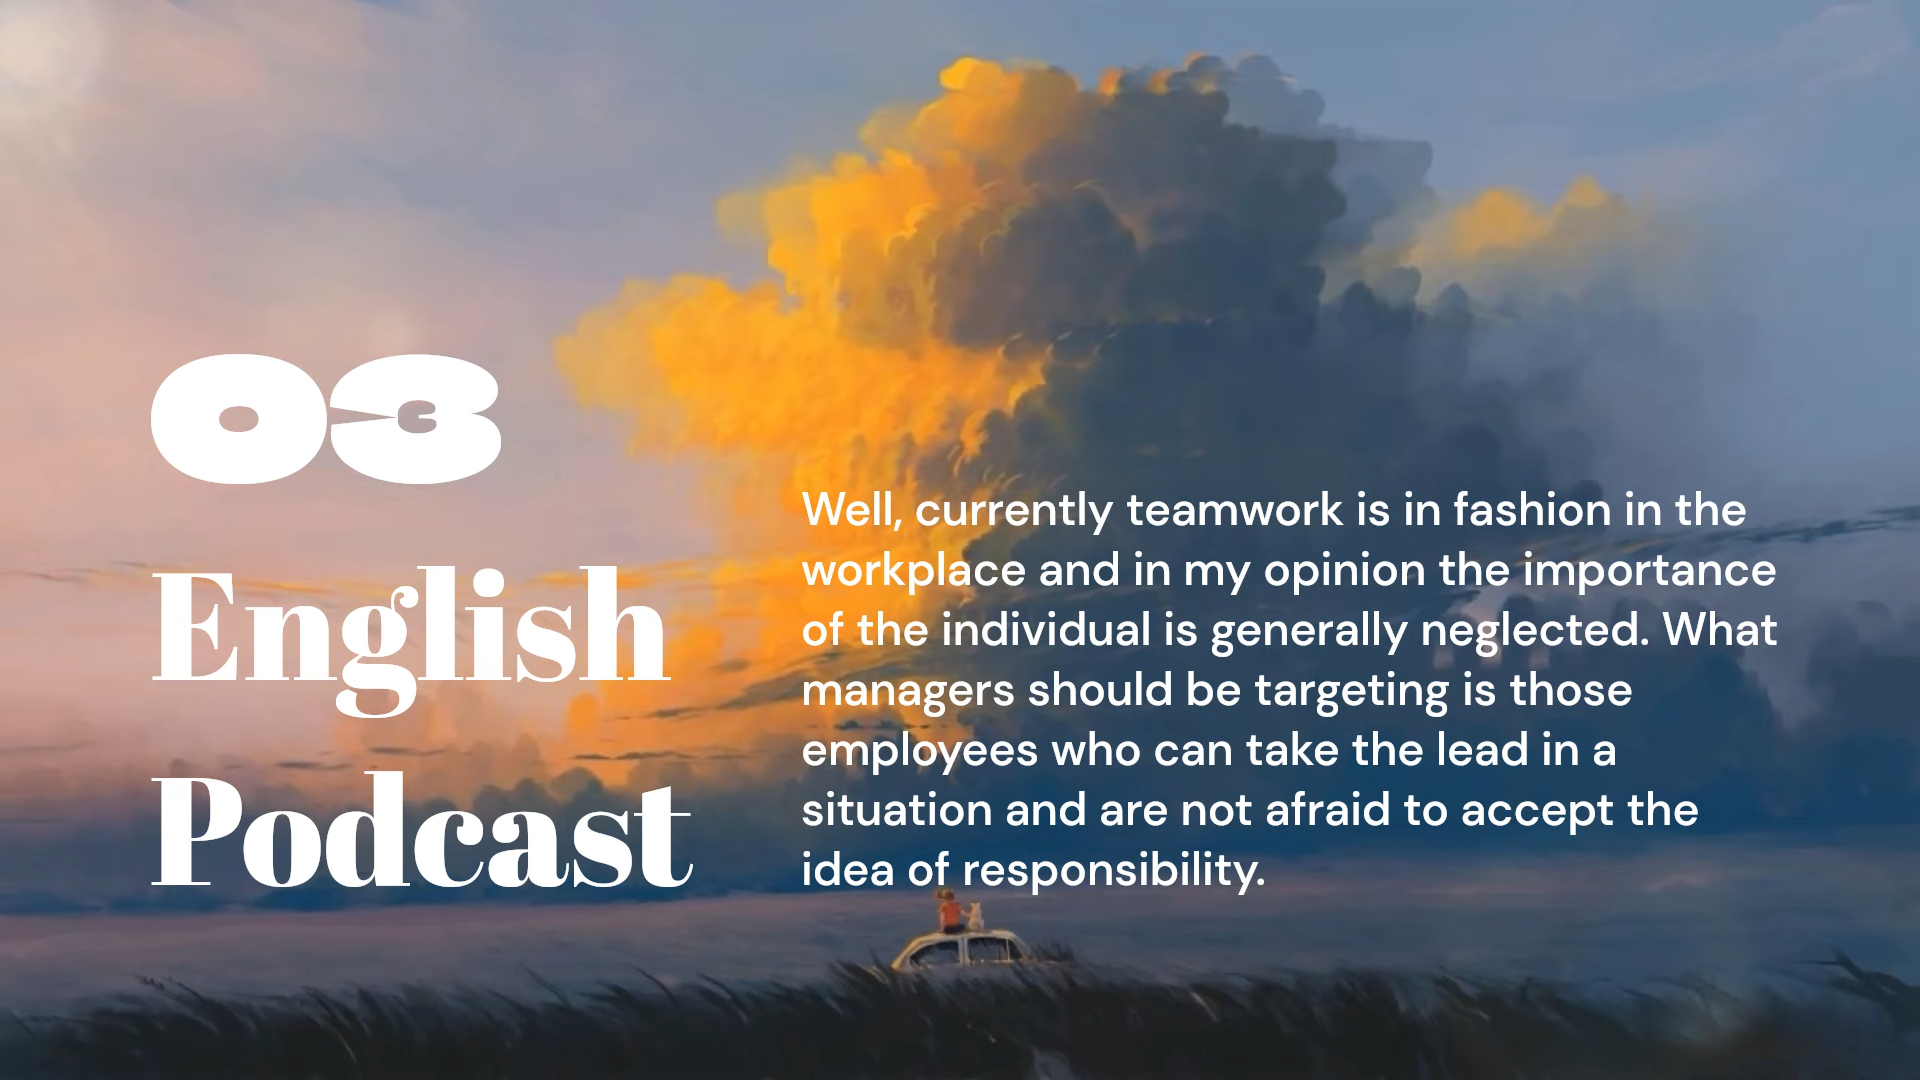 03
English
Podcast
Well, currently teamwork is in fashion in the
workplace and in my opinion the importance
of the individual is generally neglected. What
managers should be targeting is those
employees who can take the lead in a
situation and are not afraid to accept the
idea of responsibility.